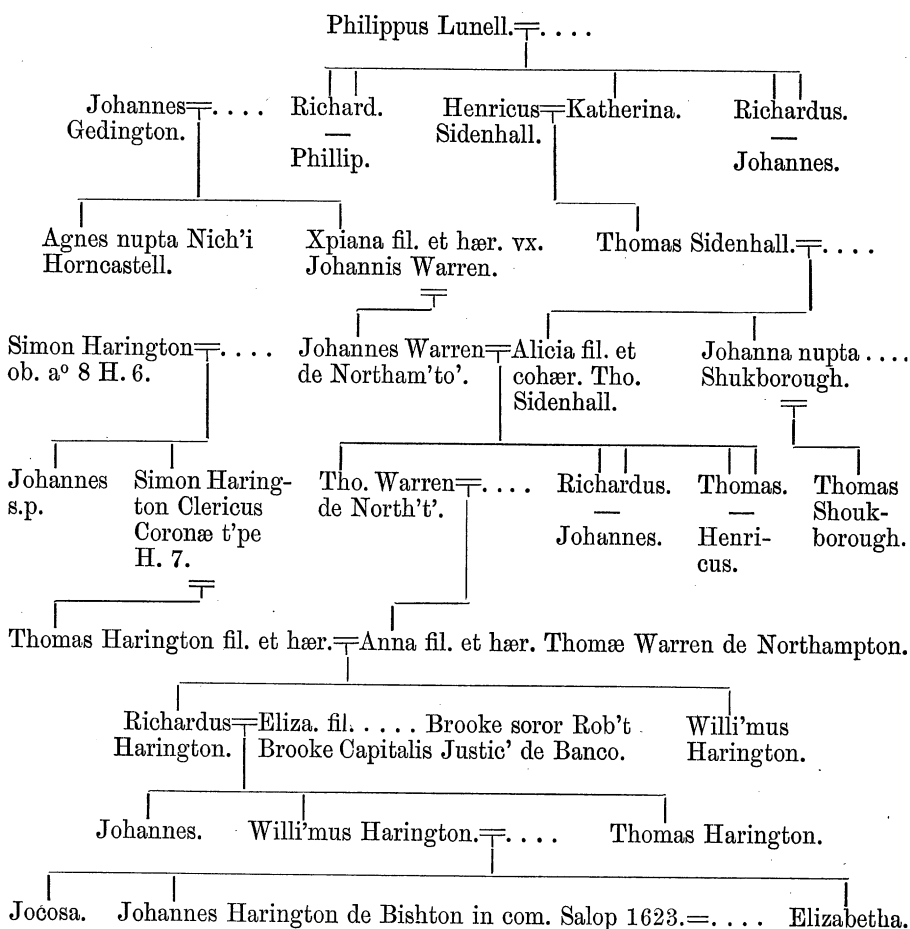 Philippus Lunell.=. . . .
Johannes=. . . . Richard. Henricus=Katherina. Richardus.
Gedington. — Sidenhall. —
Phillip. Johannes.
Agnes nupta Nich'i Xpiana fil. et hær. vx. Thomas Sidenhall.=. . . .
Horncastell. Johannis Warren.
=
Simon Harington=. . . . Johannes Warren=Alicia fil. et Johanna nupta . . . .
ob. aº 8 H. 6. de Northam'to'. cohær. Tho. Shukborough.
Sidenhall. =
Johannes Simon Haring- Tho. Warren=. . . . Richardus. Thomas. Thomas
s.p. ton Clericus de North't'. — — Shouk-
Coronæ t'pe Johannes. Henri- borough.
H. 7. cus.
=
Thomas Harington fil. et hær.=Anna fil. et hær. Thomæ Warren de Northampton.
Richardus=Eliza. fil. . . . . Brooke soror Rob't Willi'mus
Harington. Brooke Capitalis Justic' de Banco. Harington.
Johannes. Willi'mus Harington.=. . . . Thomas Harington.
Jocosa. Johannes Harington de Bishton in com. Salop 1623.=. . . . Elizabetha.